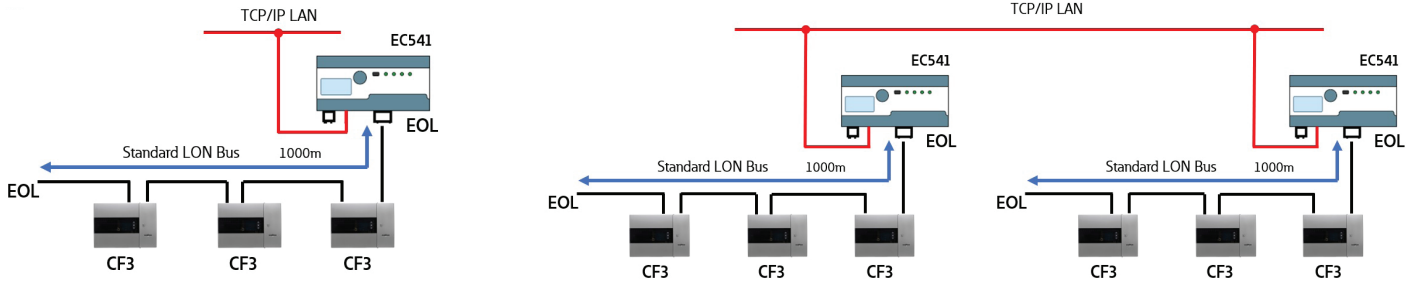 TCP/IP LAN
EC541
EOL
Standard LON Bus 1000m
EOL
CF3 CF3 CF3
TCP/IP LAN
EC541
EOL
Standard LON Bus 1000m
EOL
CF3 CF3 CF3
EC541
EOL
Standard LON Bus 1000m
EOL
CF3 CF3 CF3